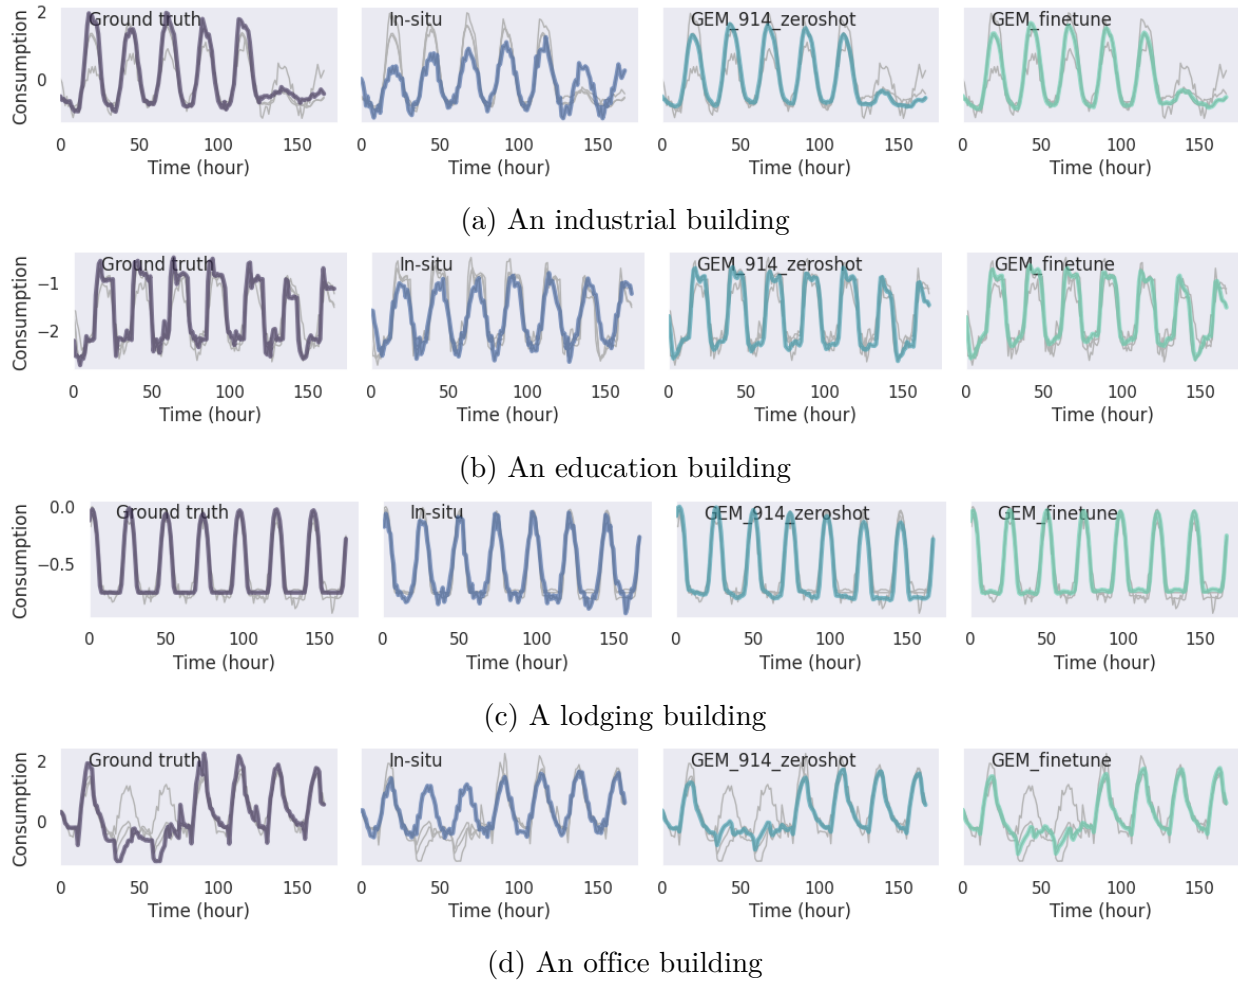 Ground truth In-situ GEM_914_zeroshot GEM_finetune
Consumption
2
0
0 50 100 150 0 50 100 150 0 50 100 150 0 50 100 150
Time (hour) Time (hour) Time (hour) Time (hour)
(a) An industrial building
Ground truth In-situ GEM_914_zeroshot GEM_finetune
Consumption
−1
−2
0 50 100 150 0 50 100 150 0 50 100 150 0 50 100 150
Time (hour) Time (hour) Time (hour) Time (hour)
(b) An education building
Ground truth In-situ GEM_914_zeroshot GEM_finetune
Consumption
0.0
−0.5
0 50 100 150 0 50 100 150 0 50 100 150 0 50 100 150
Time (hour) Time (hour) Time (hour) Time (hour)
(c) A lodging building
Ground truth In-situ GEM_914_zeroshot GEM_finetune
Consumption
2
0
0 50 100 150 0 50 100 150 0 50 100 150 0 50 100 150
Time (hour) Time (hour) Time (hour) Time (hour)
(d) An office building